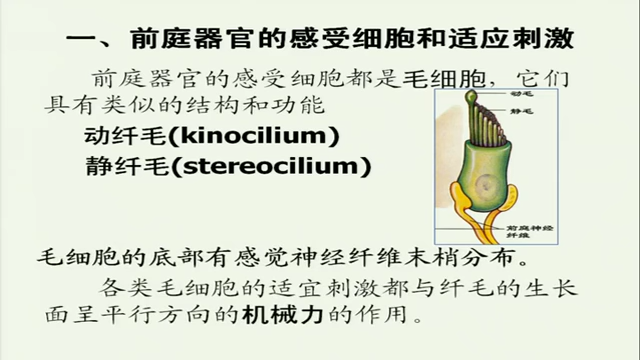 一、前庭器官的感受细胞和适应刺激
前庭器官的感受细胞都是毛细胞，它们
具有类似的结构和功能
动纤毛(kinocilium)
静纤毛(stereocilium)
动毛
静毛
前庭神经
纤维
毛细胞的底部有感觉神经纤维末梢分布。
各类毛细胞的适宜刺激都与纤毛的生长
面呈平行方向的机械力的作用。